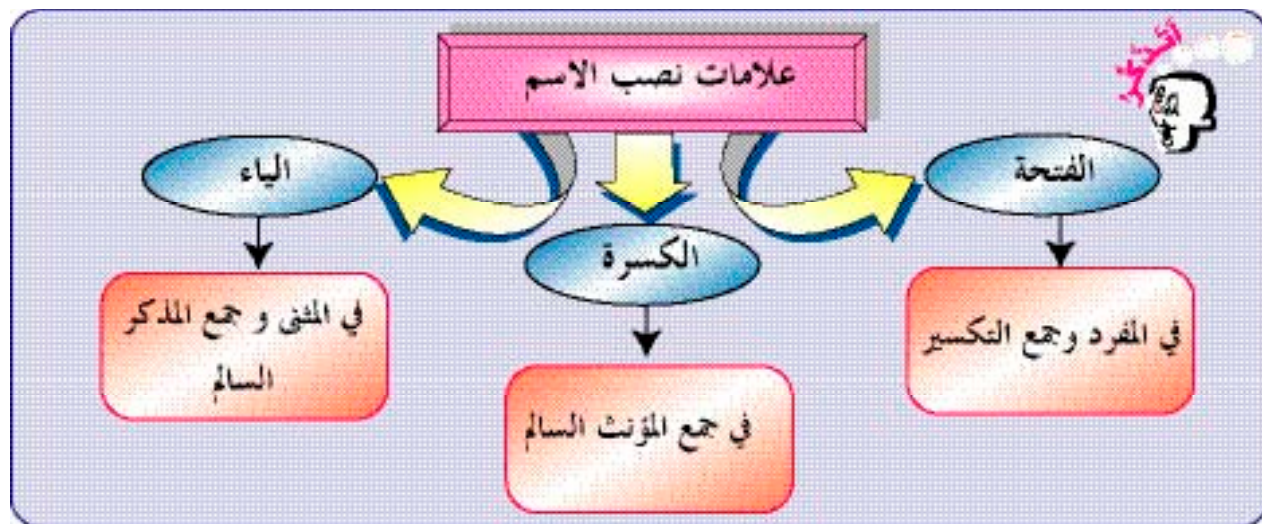 أتذكر
علامات نصب الاسم
الفتحة
في المفرد وجمع التكسير
الكسرة
في جمع المؤنث السالم
الياء
في المثنى و جمع المذكر
السالم